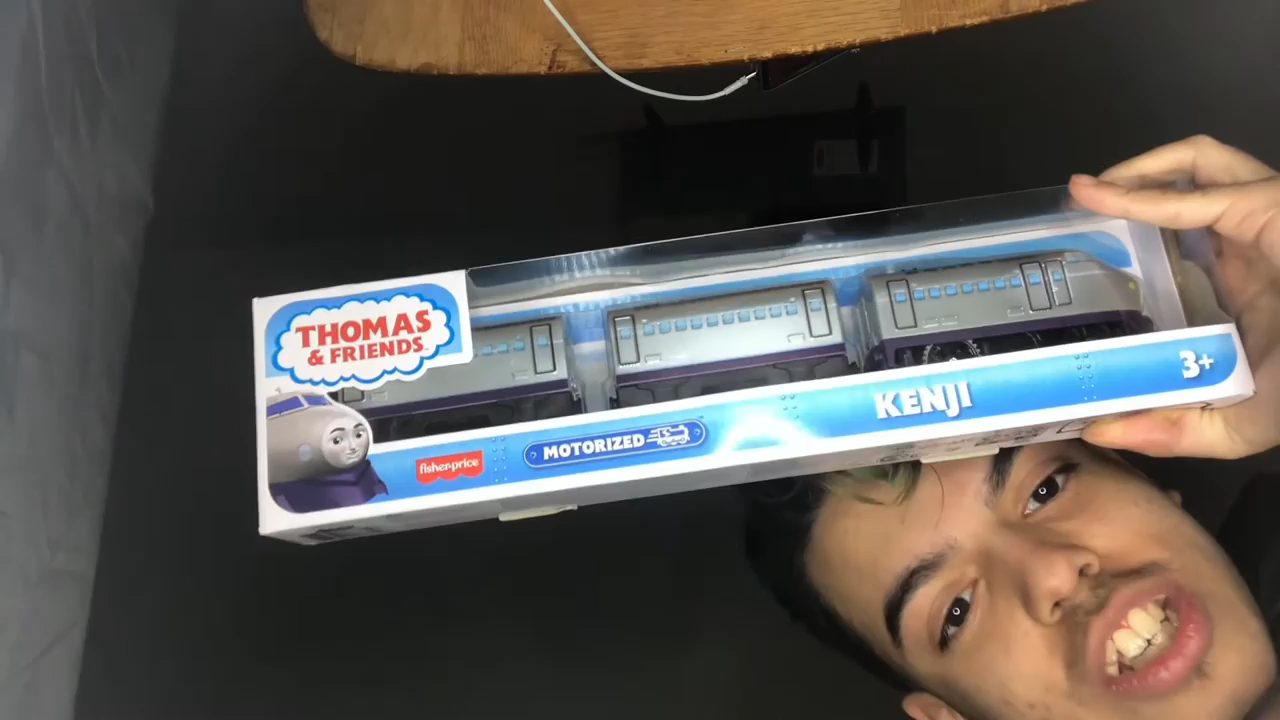 THOMAS
& FRIENDS
fisher-price
MOTORIZED
KENJI
3+